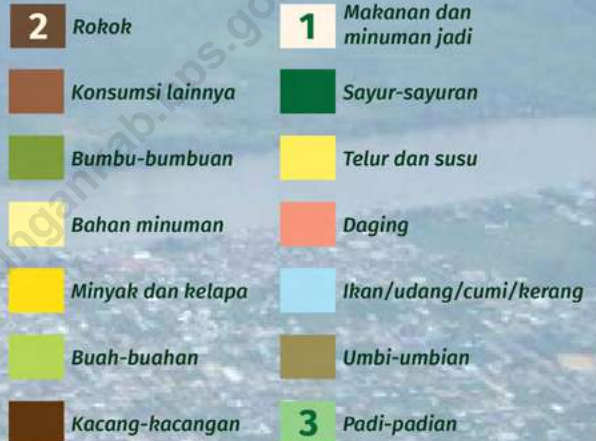 2 Rokok
1 Makanan dan
minuman jadi
Konsumsi lainnya
Sayur-sayuran
Bumbu-bumbuan
Telur dan susu
Bahan minuman
Daging
Minyak dan kelapa
Ikan/udang/cumi/kerang
Buah-buahan
Umbi-umbian
Kacang-kacangan
3 Padi-padian